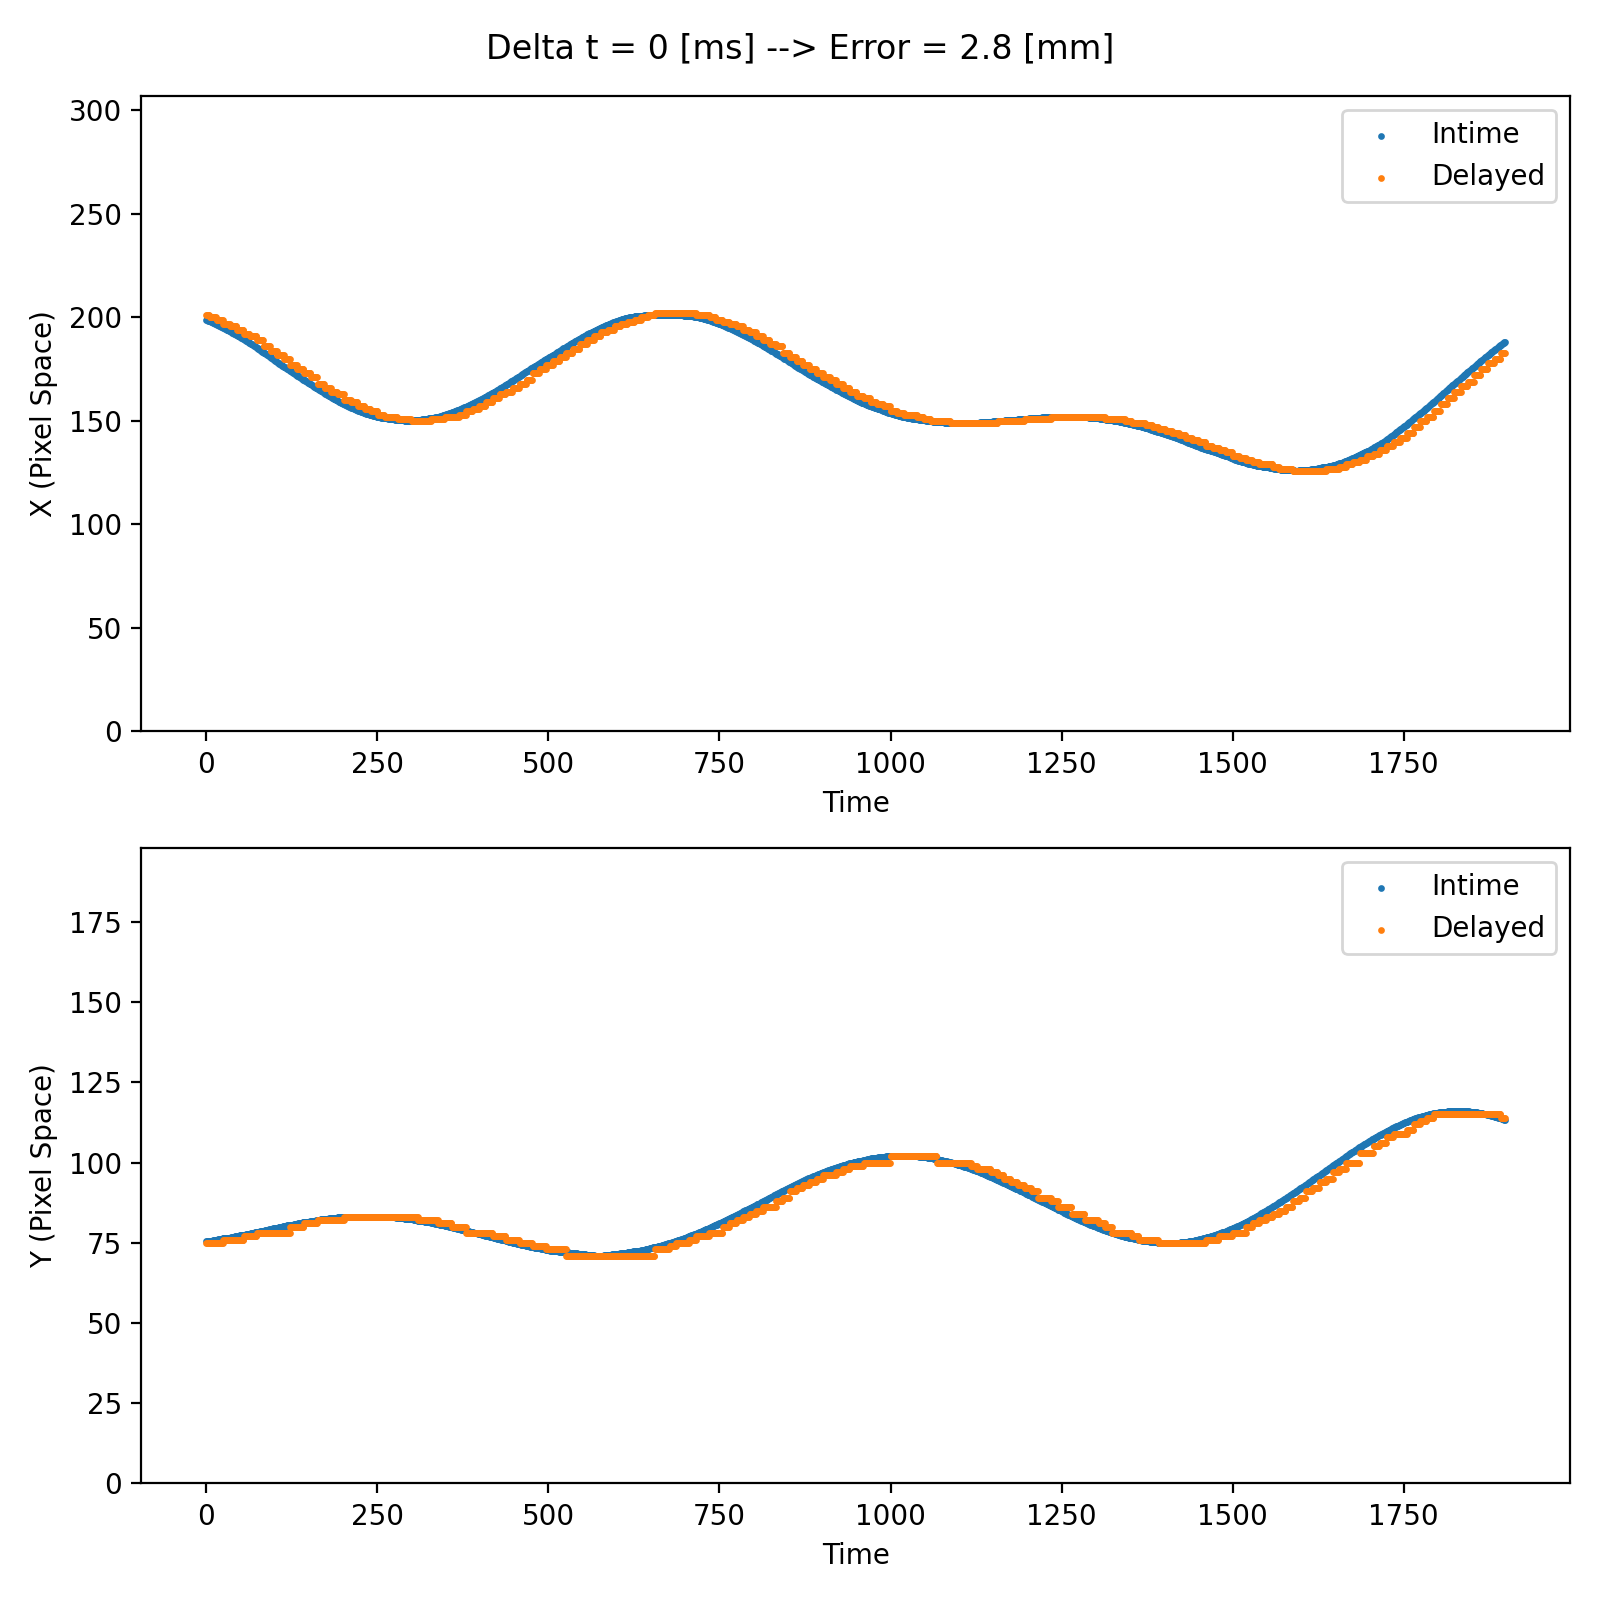 Delta t = 0 [ms] --> Error = 2.8 [mm]
300
250
200
150
100
50
0
X (Pixel Space)
Intime
Delayed
0 250 500 750 1000 1250 1500 1750
Time
175
150
125
100
75
50
25
0
Y (Pixel Space)
Intime
Delayed
0 250 500 750 1000 1250 1500 1750
Time